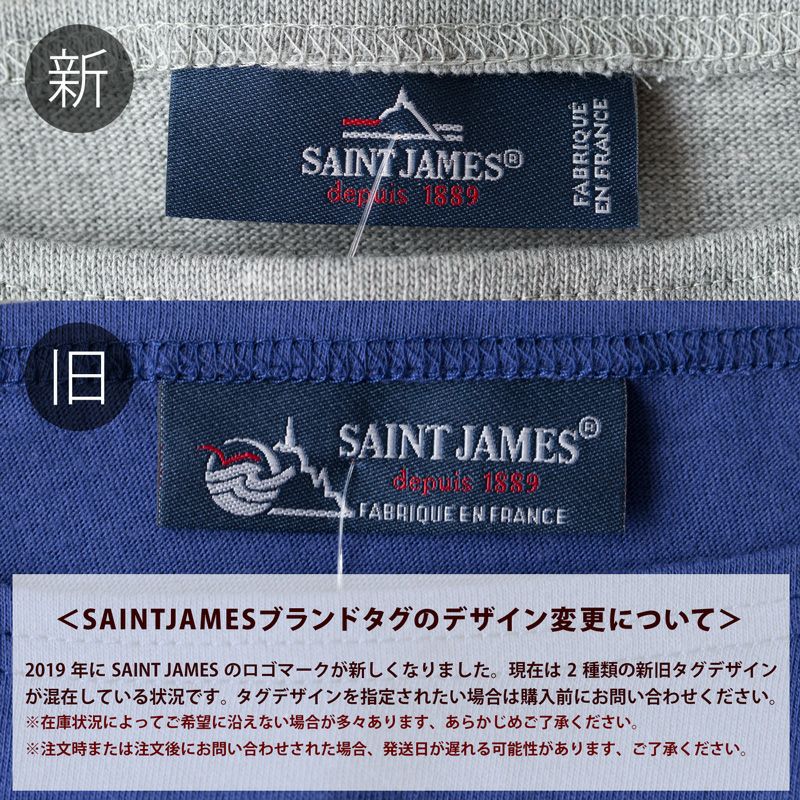 新
SAINT JAMES®
depuis 1889
FABRIQUÉ
EN FRANCE
旧
SAINT JAMES®
depuis 1889
FABRIQUE EN FRANCE
＜SAINTJAMESブランドタグのデザイン変更について＞
2019 年に SAINT JAMES のロゴマークが新しくなりました。現在は 2 種類の新旧タグデザイン
が混在している状況です。タグデザインを指定されたい場合は購入前にお問い合わせください。
※在庫状況によってご希望に沿えない場合が多々あります、あらかじめご了承ください。
※注文時または注文後にお問い合わせされた場合、発送日が遅れる可能性があります、ご了承ください。